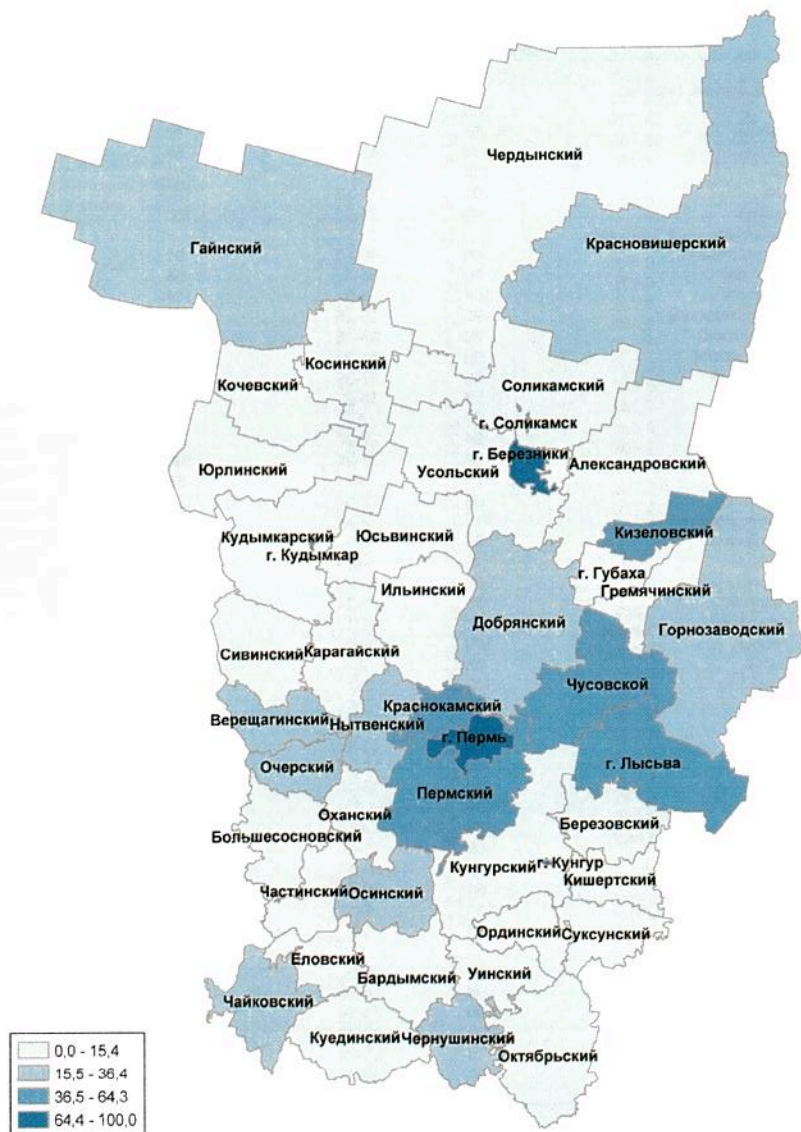 Чердынский
Красновишерский
Гайнский
Косинский
Кочевский
Соликамский
г. Соликамск
г. Березники
Юрлинский
Усольский
Александровский
Кудымкарский
Юсьвинский
Кизеловский
г. Кудымкар
г. Губаха
Ильинский
Гремячинский
Добрянский
Горнозаводский
Сивинский
Карагайский
Чусовской
Краснокамский
Верещагинский
Нытвенский
г. Пермь
Очерский
г. Лысьва
Пермский
Оханский
Березовский
Большесосновский
Кунгурский
г. Кунгур
Кишертский
Частинский
Осинский
Ординский
Суксунский
Еловский
Бардымский
Уинский
Чайковский
Куединский
Чернушинский
Октябрьский
0,0 - 15,4
15,5 - 36,4
36,5 - 64,3
64,4 - 100,0